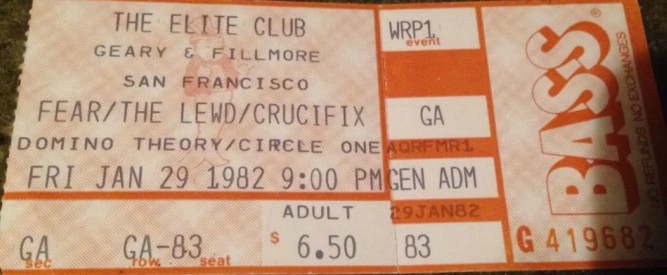 THE ELITE CLUB
GEARY & FILLMORE
SAN FRANCISCO
FEAR/THE LEWD/CRUCIFIX
DOMINO THEORY/CIRCLE ONE
FRI JAN 29 1982 9:00 PM
ADULT
GA GA-83 $ 6.50
sec row seat
WRP1
event
GA
AQRFMR1
GEN ADM
29JAN82
83
BASS®
NO REFUNDS NO EXCHANGES
G 419682